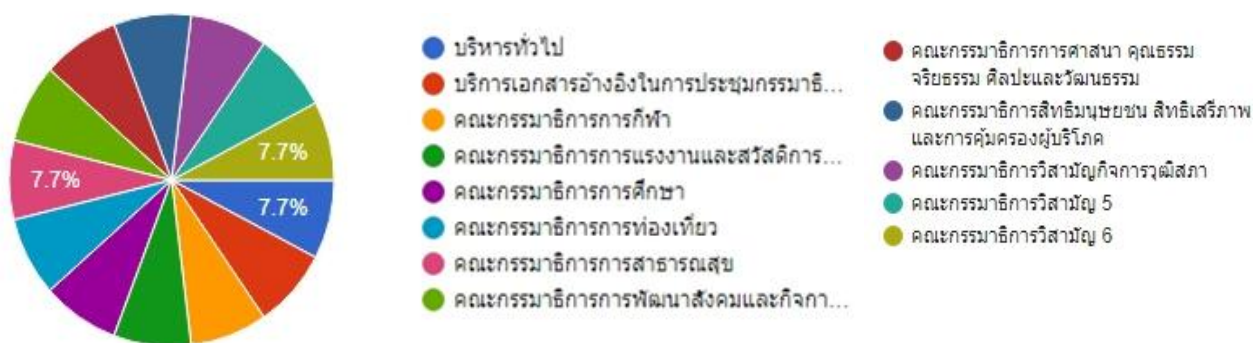 7.7%
7.7%
7.7%
บริหารทั่วไป
บริการเอกสารอ้างอิงในการประชุมกรรมาธิ...
คณะกรรมาธิการการกีฬา
คณะกรรมาธิการการแรงงานและสวัสดิการ...
คณะกรรมาธิการการศึกษา
คณะกรรมาธิการการท่องเที่ยว
คณะกรรมาธิการการสาธารณสุข
คณะกรรมาธิการการพัฒนาสังคมและกิจกา...
คณะกรรมาธิการการศาสนา คุณธรรม
จริยธรรม ศิลปะและวัฒนธรรม
คณะกรรมาธิการสิทธิมนุษยชน สิทธิเสรีภาพ
และการคุ้มครองผู้บริโภค
คณะกรรมาธิการวิสามัญกิจการวุฒิสภา
คณะกรรมาธิการวิสามัญ 5
คณะกรรมาธิการวิสามัญ 6